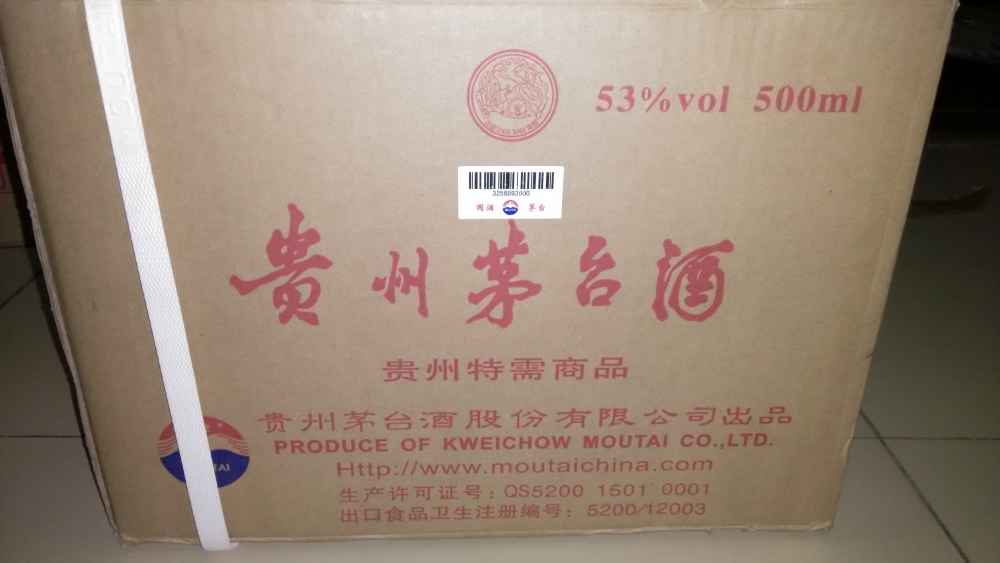 53%vol 500ml
3258093000
国酒 MOUTAI 茅台
贵州茅台酒
贵州特需商品
贵州茅台酒股份有限公司出品
PRODUCE OF KWEICHOW MOUTAI CO.,LTD.
Http://www.moutaichina.com
生产许可证号:QS5200 1501 0001
出口食品卫生注册编号:5200/12003